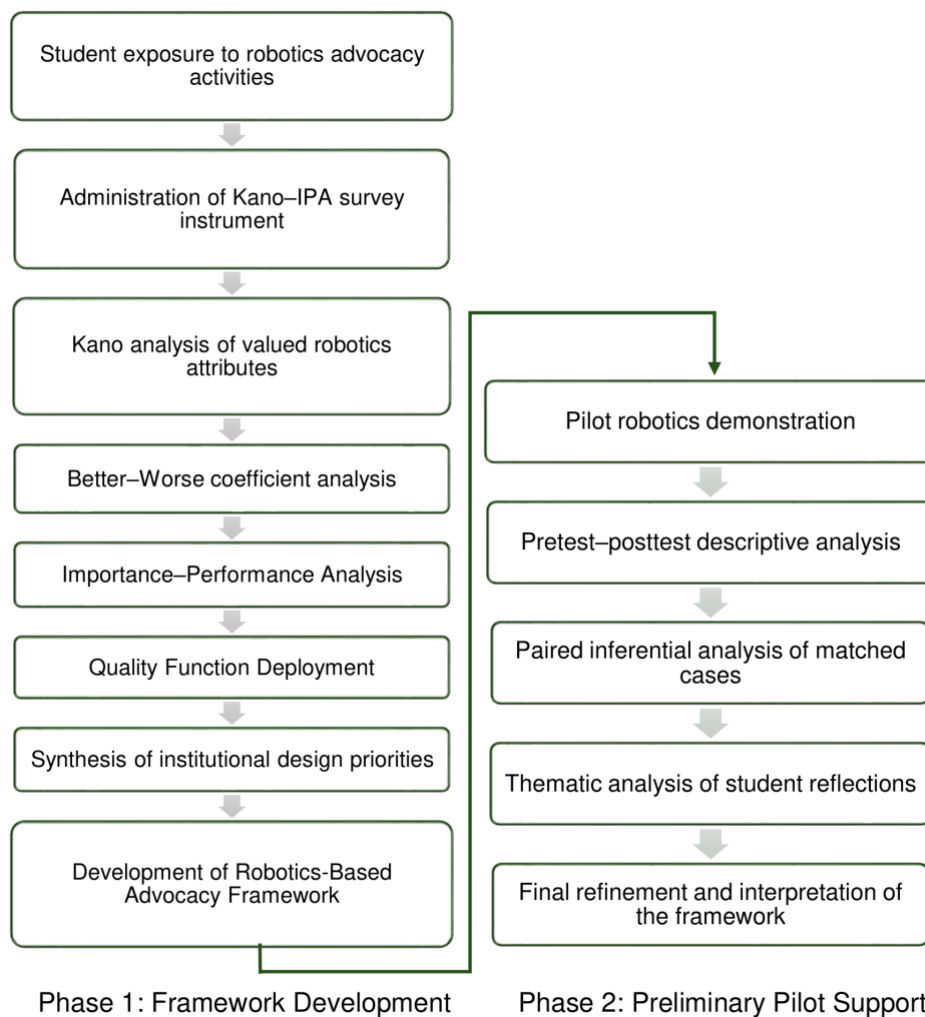 Student exposure to robotics advocacy
activities
Administration of Kano–IPA survey
instrument
Kano analysis of valued robotics
attributes
Better–Worse coefficient analysis
Importance–Performance Analysis
Quality Function Deployment
Synthesis of institutional design priorities
Development of Robotics-Based
Advocacy Framework
Phase 1: Framework Development
Pilot robotics demonstration
Pretest–posttest descriptive analysis
Paired inferential analysis of matched
cases
Thematic analysis of student reflections
Final refinement and interpretation of
the framework
Phase 2: Preliminary Pilot Support